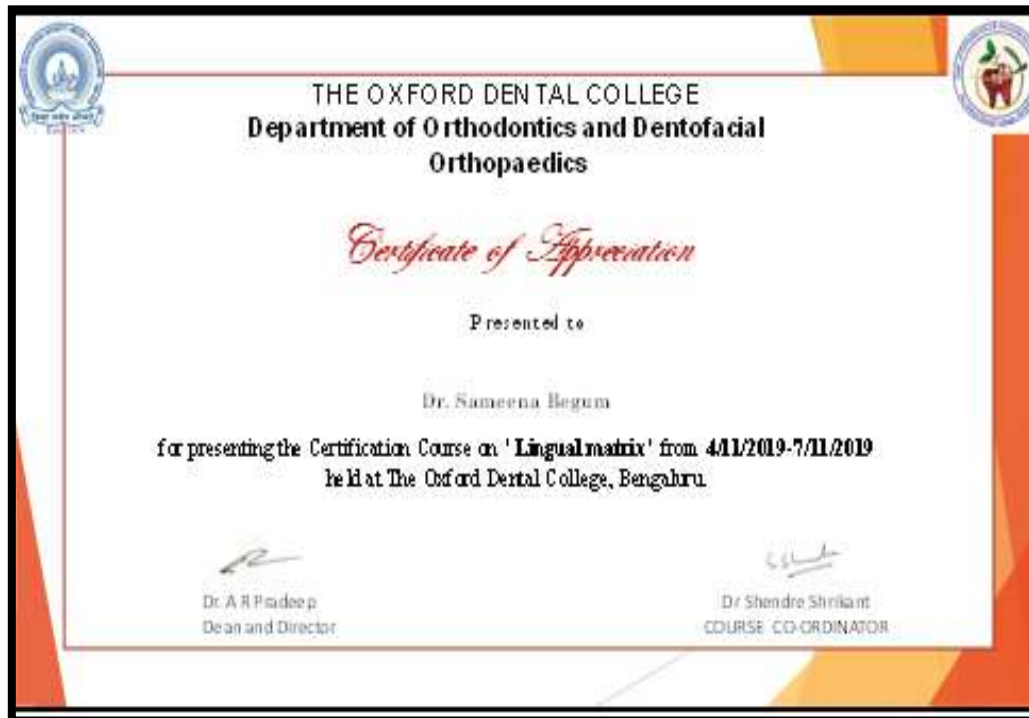 THE OXFORD DENTAL COLLEGE
Department of Orthodontics and Dentofacial
Orthopaedics
Certificate of Appreciation
Presented to
Dr. Sameena Begum
for presenting the Certification Course on 'Lingual matrix' from 4/11/2019-7/11/2019
held at The Oxford Dental College, Bengaluru.
Dr. A R Pradeep
Dean and Director
Dr Shendre Shrikant
COURSE CO-ORDINATOR